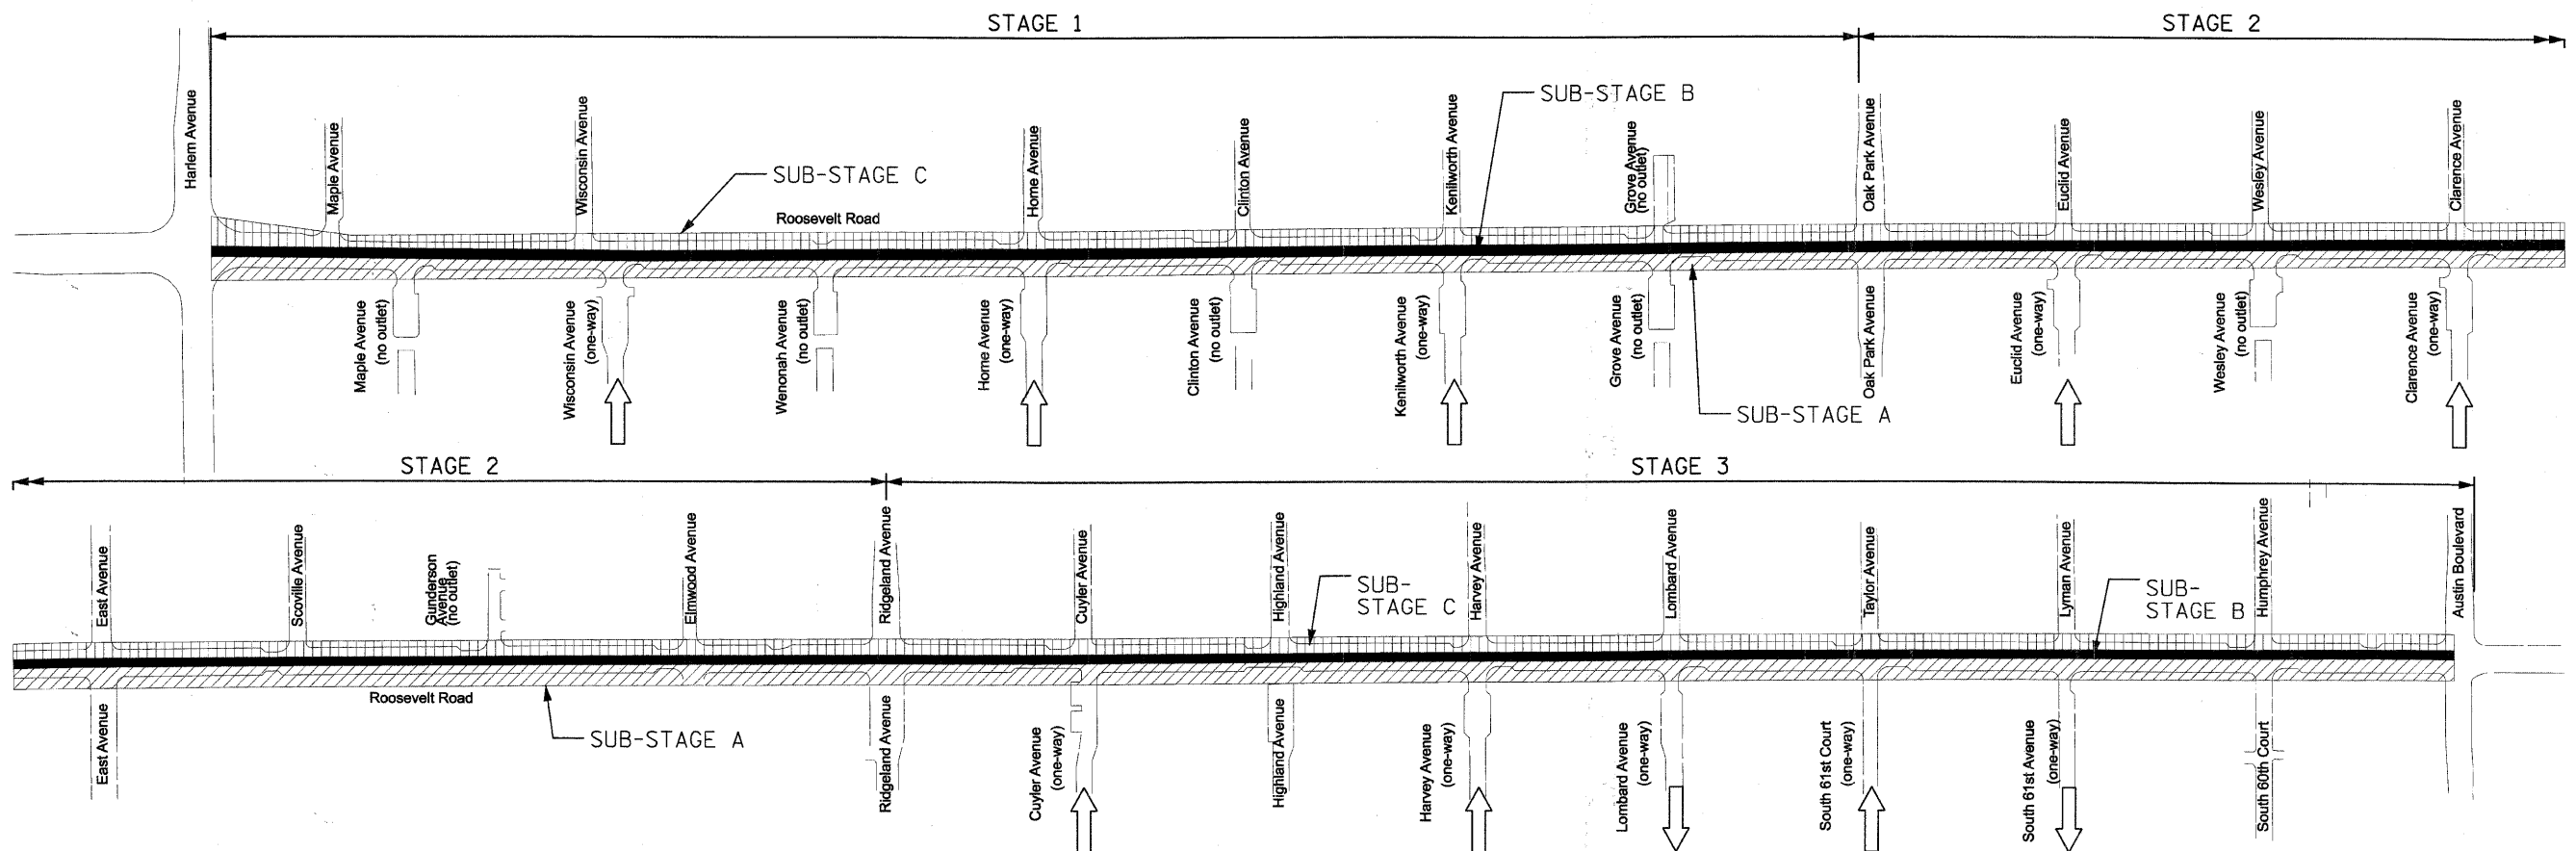 STAGE 1
STAGE 2
Harlem Avenue
Maple Avenue
Wisconsin Avenue
SUB-STAGE C
Roosevelt Road
Home Avenue
Clinton Avenue
Kenilworth Avenue
SUB-STAGE B
Grove Avenue
(no outlet)
Oak Park Avenue
Euclid Avenue
Wesley Avenue
Clarence Avenue
Maple Avenue
(no outlet)
Wisconsin Avenue
(one-way)
Wenonah Avenue
(no outlet)
Home Avenue
(one-way)
Clinton Avenue
(no outlet)
Kenilworth Avenue
(one-way)
Grove Avenue
(no outlet)
SUB-STAGE A
Oak Park Avenue
Euclid Avenue
(one-way)
Wesley Avenue
(no outlet)
Clarence Avenue
(one-way)
STAGE 2
STAGE 3
East Avenue
Scoville Avenue
Gunderson
Avenue
(no outlet)
Elmwood Avenue
Ridgeland Avenue
Cuyler Avenue
Highland Avenue
SUB-
STAGE C
Harvey Avenue
Lombard Avenue
Taylor Avenue
Lyman Avenue
SUB-
STAGE B
Humphrey Avenue
Austin Boulevard
East Avenue
Roosevelt Road
SUB-STAGE A
Ridgeland Avenue
Cuyler Avenue
(one-way)
Highland Avenue
Harvey Avenue
(one-way)
Lombard Avenue
(one-way)
South 61st Court
(one-way)
South 61st Avenue
(one-way)
South 60th Court